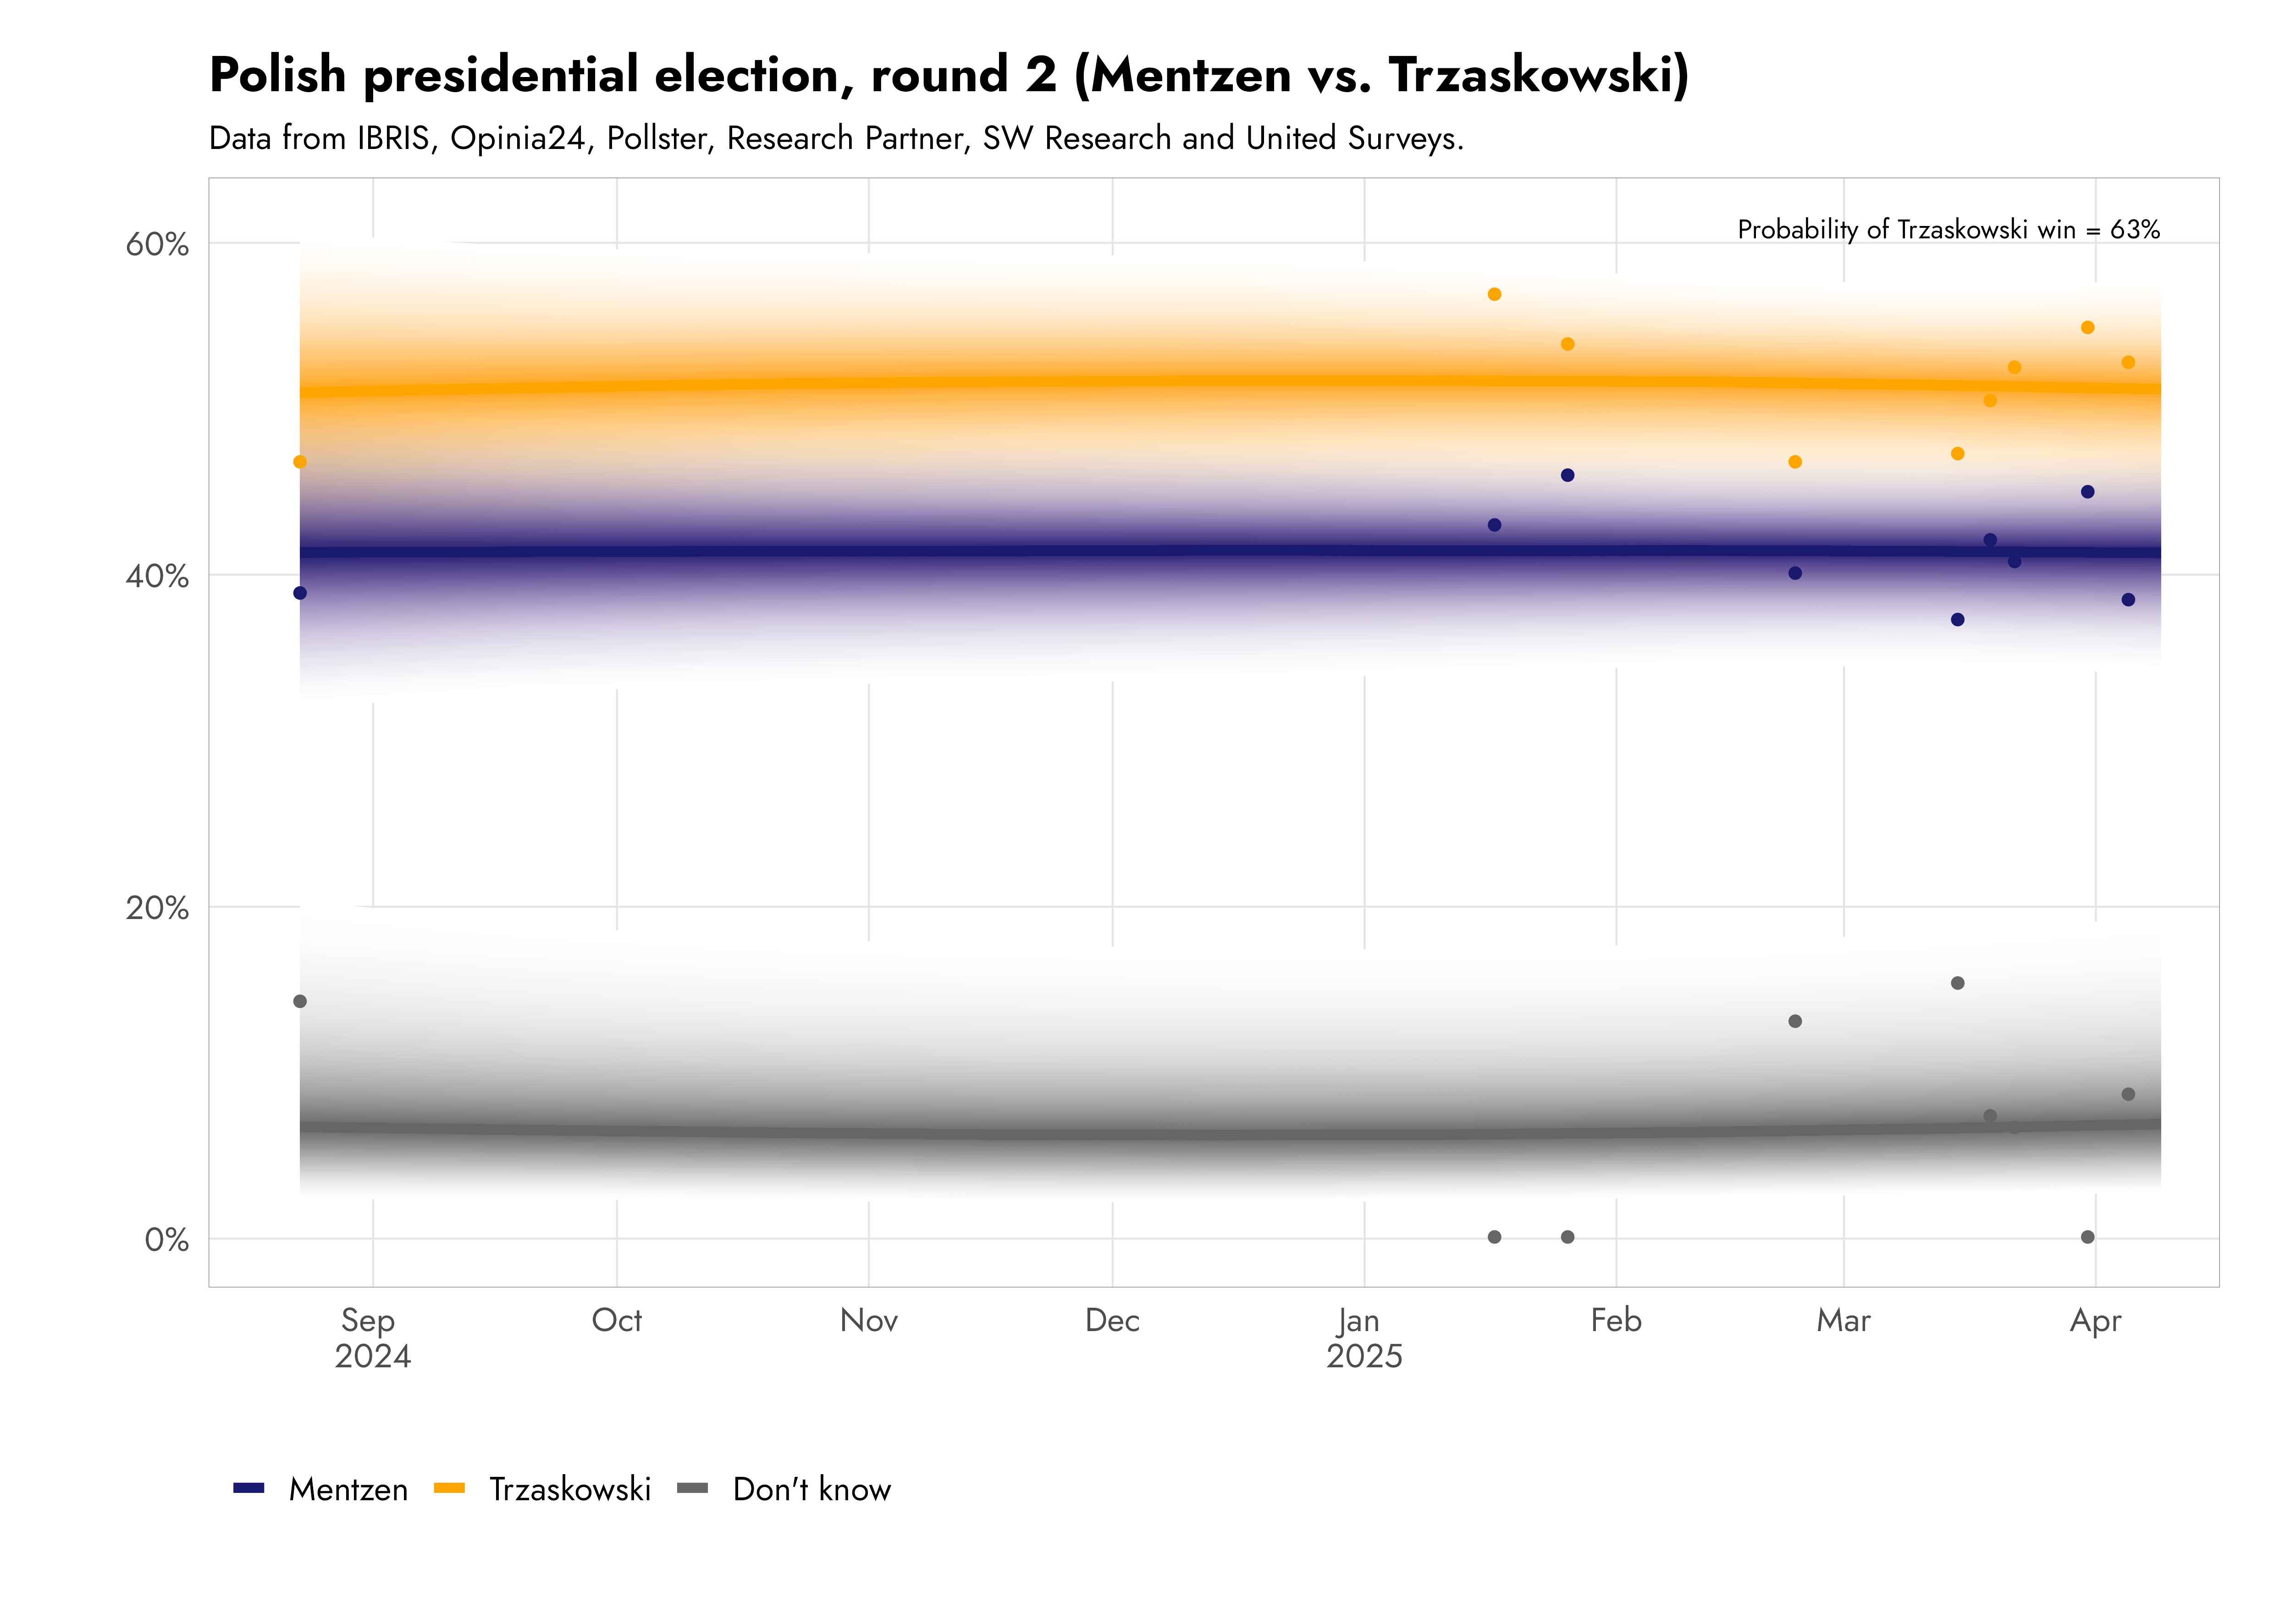 Polish presidential election, round 2 (Mentzen vs. Trzaskowski)
Data from IBRIS, Opinia24, Pollster, Research Partner, SW Research and United Surveys.
Probability of Trzaskowski win = 63%
60%
40%
20%
0%
Sep Oct Nov Dec Jan Feb Mar Apr
2024 2025
Mentzen Trzaskowski Don't know